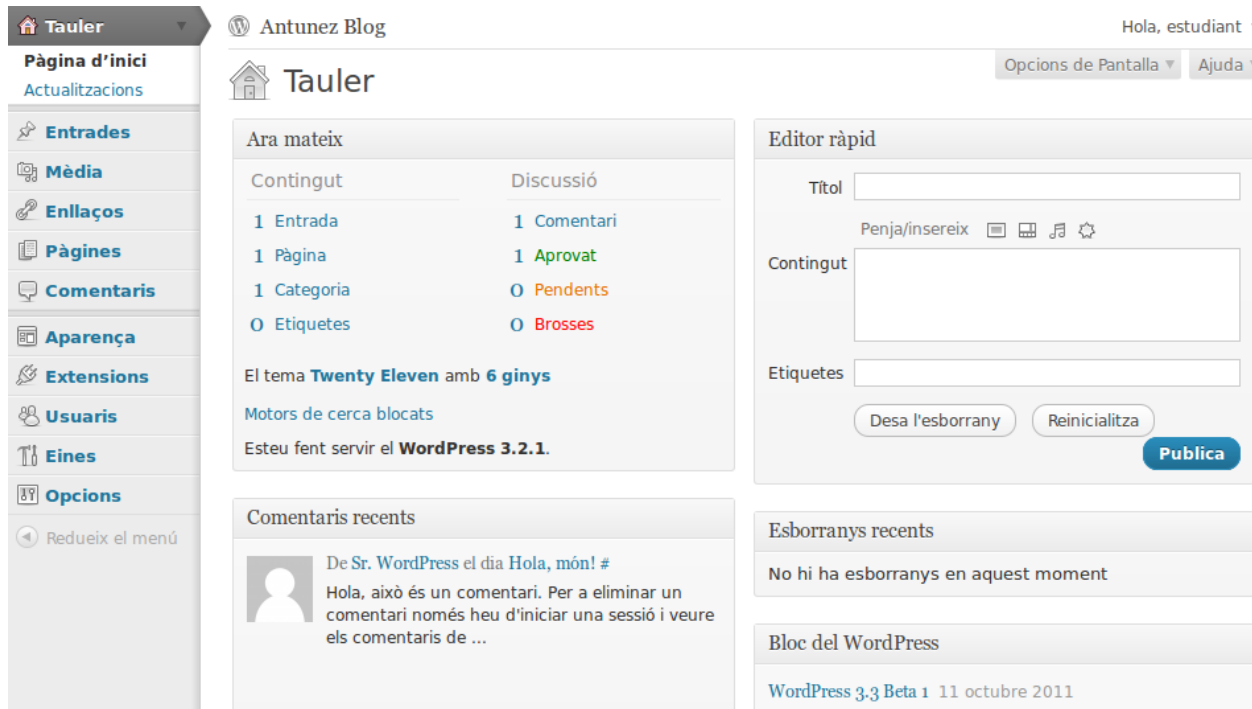 Tauler
Pàgina d'inici
Actualitzacions
Entrades
Mèdia
Enllaços
Pàgines
Comentaris
Aparença
Extensions
Usuaris
Eines
Opcions
Redueix el menú
Antunez Blog
Hola, estudiant
Opcions de Pantalla
Ajuda
Tauler
Ara mateix
Contingut
Discussió
1 Entrada
1 Comentari
1 Pàgina
1 Aprovat
1 Categoria
0 Pendents
0 Etiquetes
0 Brosses
El tema Twenty Eleven amb 6 ginys
Motors de cerca blocats
Esteu fent servir el WordPress 3.2.1.
Comentaris recents
De Sr. WordPress el dia Hola, món! #
Hola, això és un comentari. Per a eliminar un
comentari només heu d'iniciar una sessió i veure
els comentaris de ...
Editor ràpid
Títol
Penja/insereix
Contingut
Etiquetes
Desa l'esborrany
Reinicialitza
Publica
Esborranys recents
No hi ha esborranys en aquest moment
Bloc del WordPress
WordPress 3.3 Beta 1 11 octubre 2011